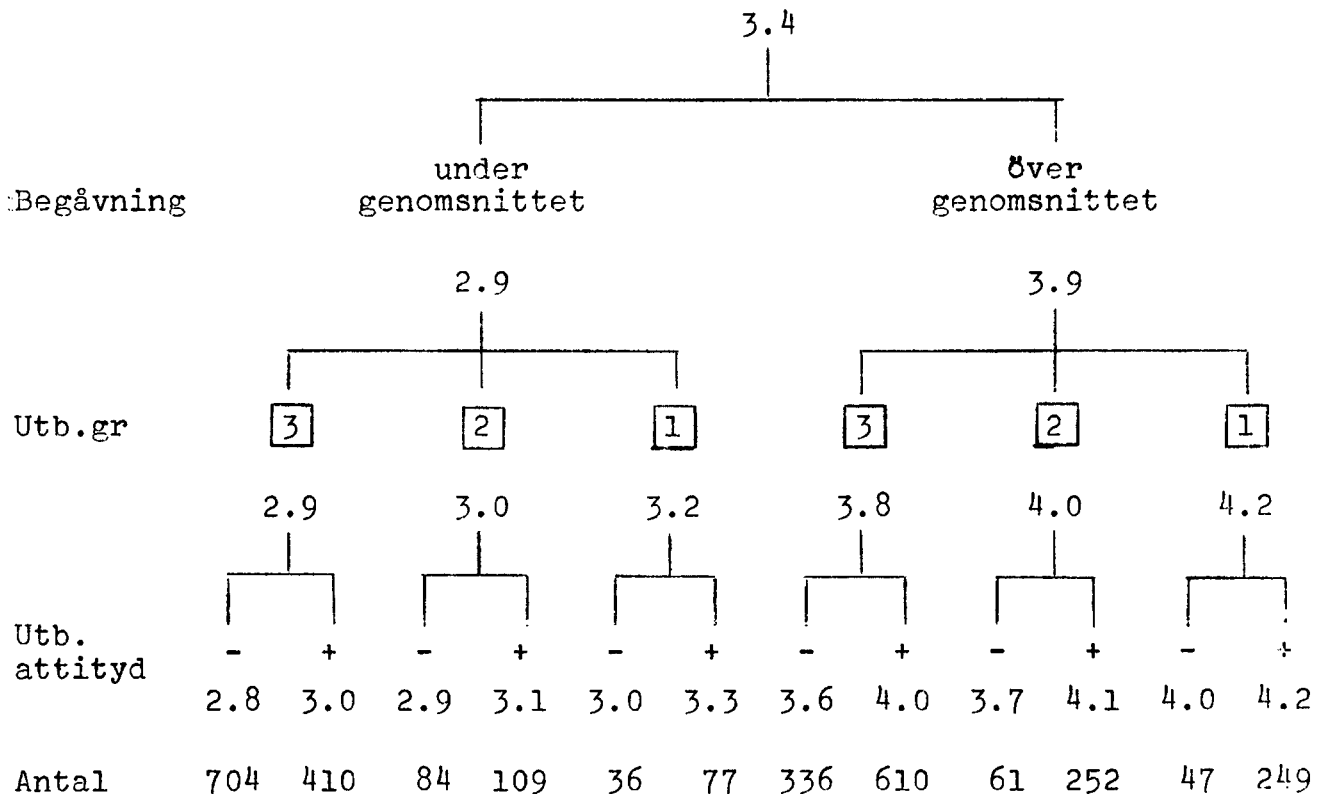 3.4
under över
Begåvning genomsnittet genomsnittet
2.9 3.9
Utb.gr 3 2 1 3 2 1
2.9 3.0 3.2 3.8 4.0 4.2
Utb.
attityd - + - + - + - + - + - +
2.8 3.0 2.9 3.1 3.0 3.3 3.6 4.0 3.7 4.1 4.0 4.2
Antal 704 410 84 109 36 77 336 610 61 252 47 249